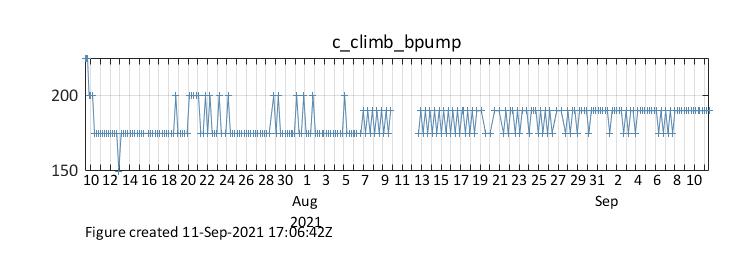 c_climb_bpump
200
150
10 12 14 16 18 20 22 24 26 28 30 1 3 5 7 9 11 13 15 17 19 21 23 25 27 29 31 2 4 6 8 10
Aug Sep
2021
Figure created 11-Sep-2021 17:06:42Z